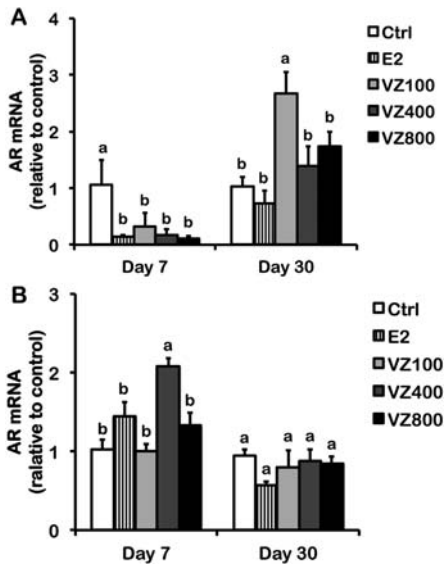 A
AR mRNA
(relative to control)
4
3
2
1
0
a
b
b
b
b
b
b
a
b
b
Day 7
Day 30
Ctrl
E2
VZ100
VZ400
VZ800
B
AR mRNA
(ralative to control)
3
2
1
0
b
b
b
a
b
a
a
a
a
a
Day 7
Day 30
Ctrl
E2
VZ100
VZ400
VZ800